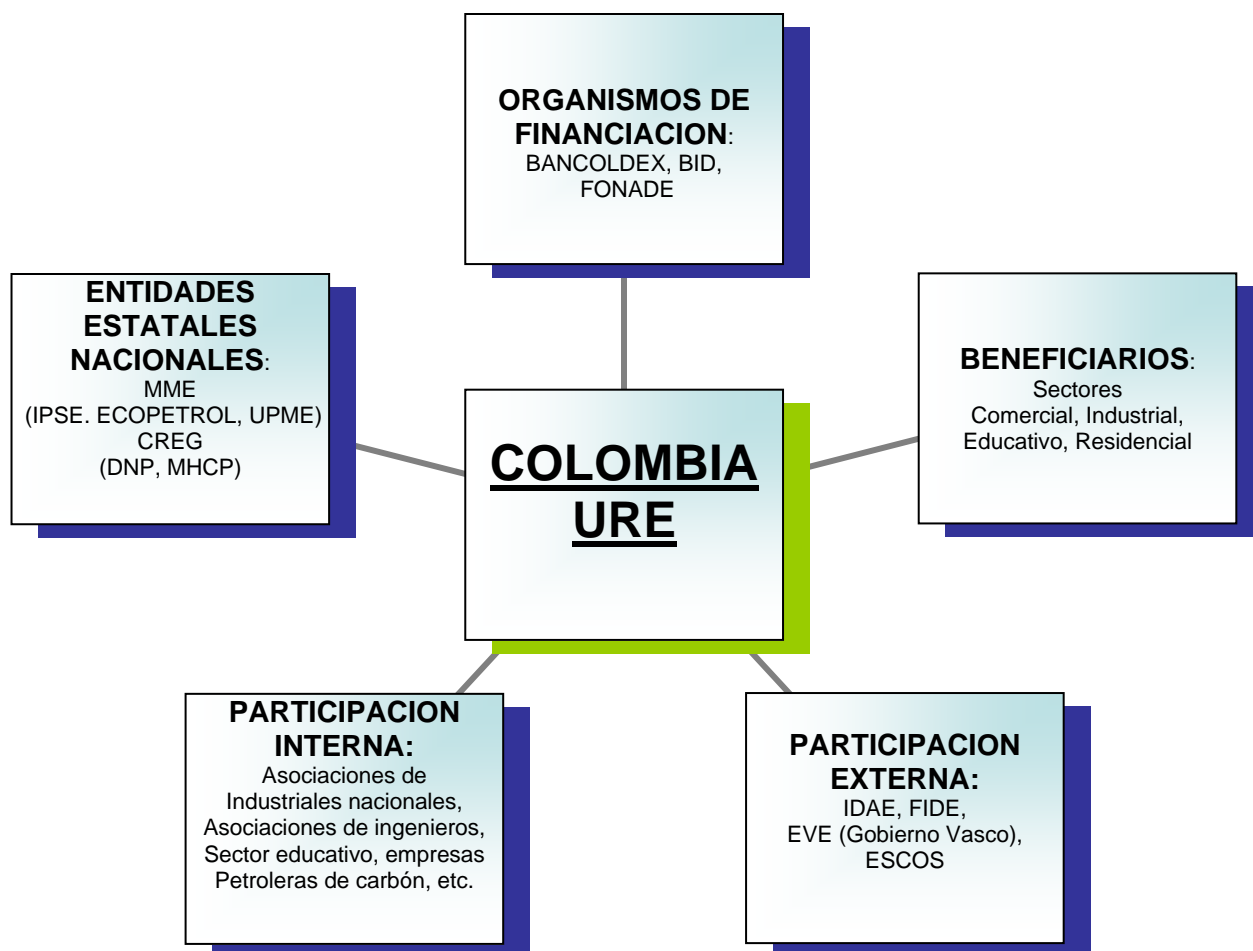 ORGANISMOS DE
FINANCIACION:
BANCOLDEX, BID,
FONADE
ENTIDADES
ESTATALES
NACIONALES:
MME
(IPSE. ECOPETROL, UPME)
CREG
(DNP, MHCP)
BENEFICIARIOS:
Sectores
Comercial, Industrial,
Educativo, Residencial
COLOMBIA
URE
PARTICIPACION
INTERNA:
Asociaciones de
Industriales nacionales,
Asociaciones de ingenieros,
Sector educativo, empresas
Petroleras de carbón, etc.
PARTICIPACION
EXTERNA:
IDAE, FIDE,
EVE (Gobierno Vasco),
ESCOS